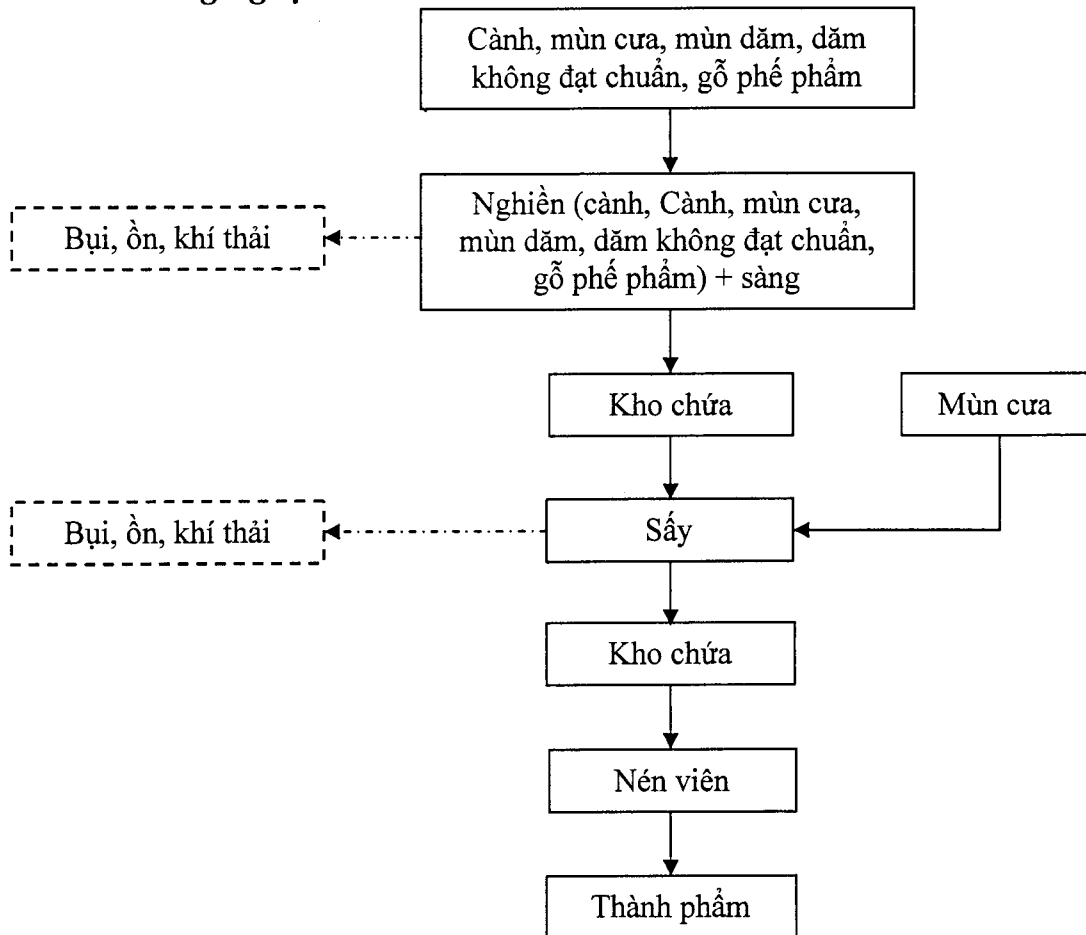 Cành, mùn cưa, mùn dăm, dăm
không đạt chuẩn, gỗ phế phẩm
Nghiền (cành, Cành, mùn cưa,
mùn dăm, dăm không đạt chuẩn,
gỗ phế phẩm) + sàng
Bụi, ồn, khí thải
Kho chứa
Mùn cưa
Sấy
Bụi, ồn, khí thải
Kho chứa
Nén viên
Thành phẩm